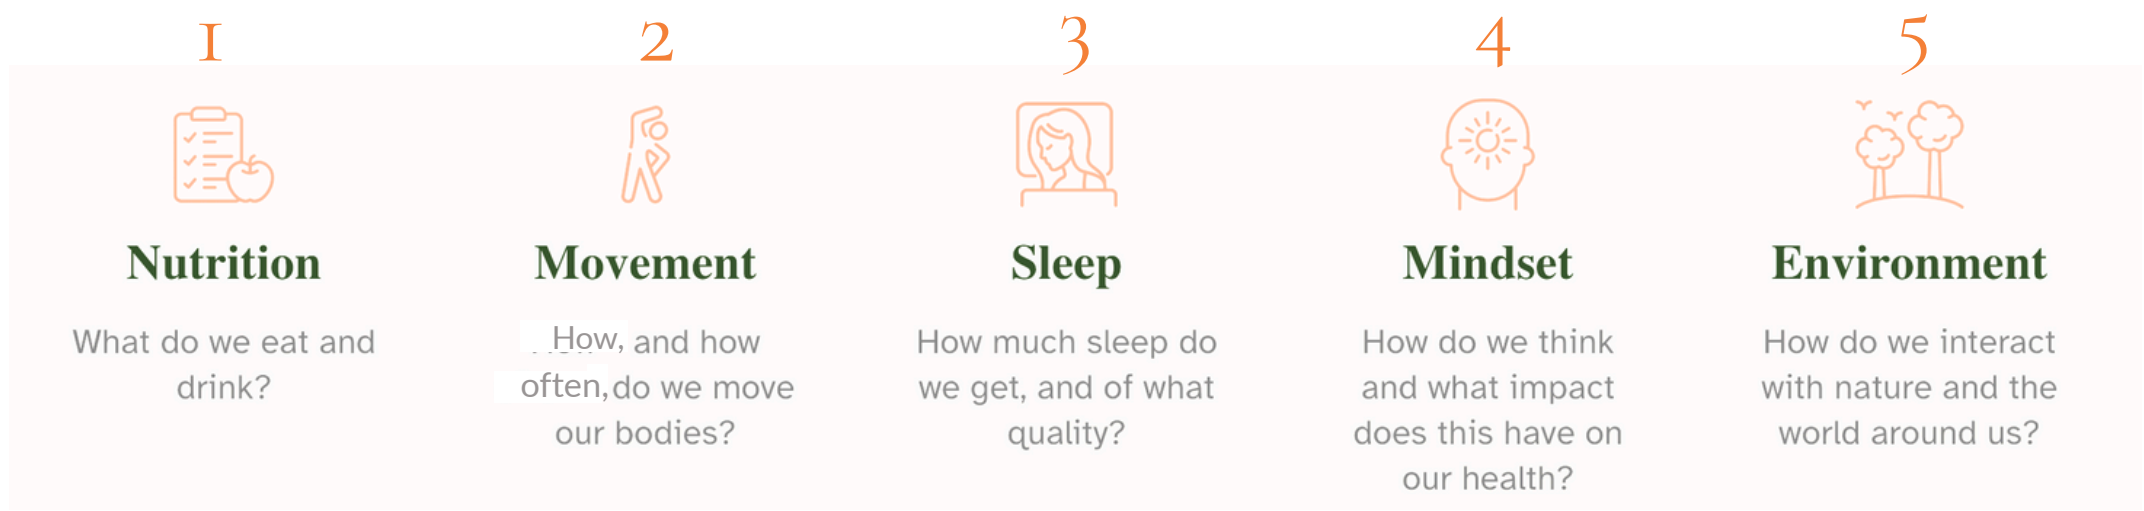 1
Nutrition
What do we eat and
drink?
2
Movement
How, and how
often, do we move
our bodies?
3
Sleep
How much sleep do
we get, and of what
quality?
4
Mindset
How do we think
and what impact
does this have on
our health?
5
Environment
How do we interact
with nature and the
world around us?